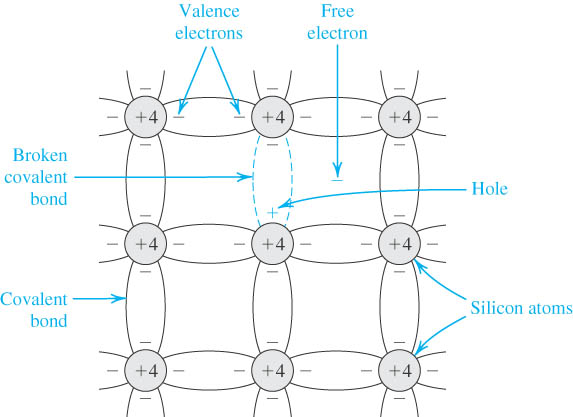 Valence
electrons
Free
electron
+4 +4 +4
Broken
covalent
bond
−
Hole
+
+4 +4 +4
Covalent
bond
Silicon atoms
+4 +4 +4